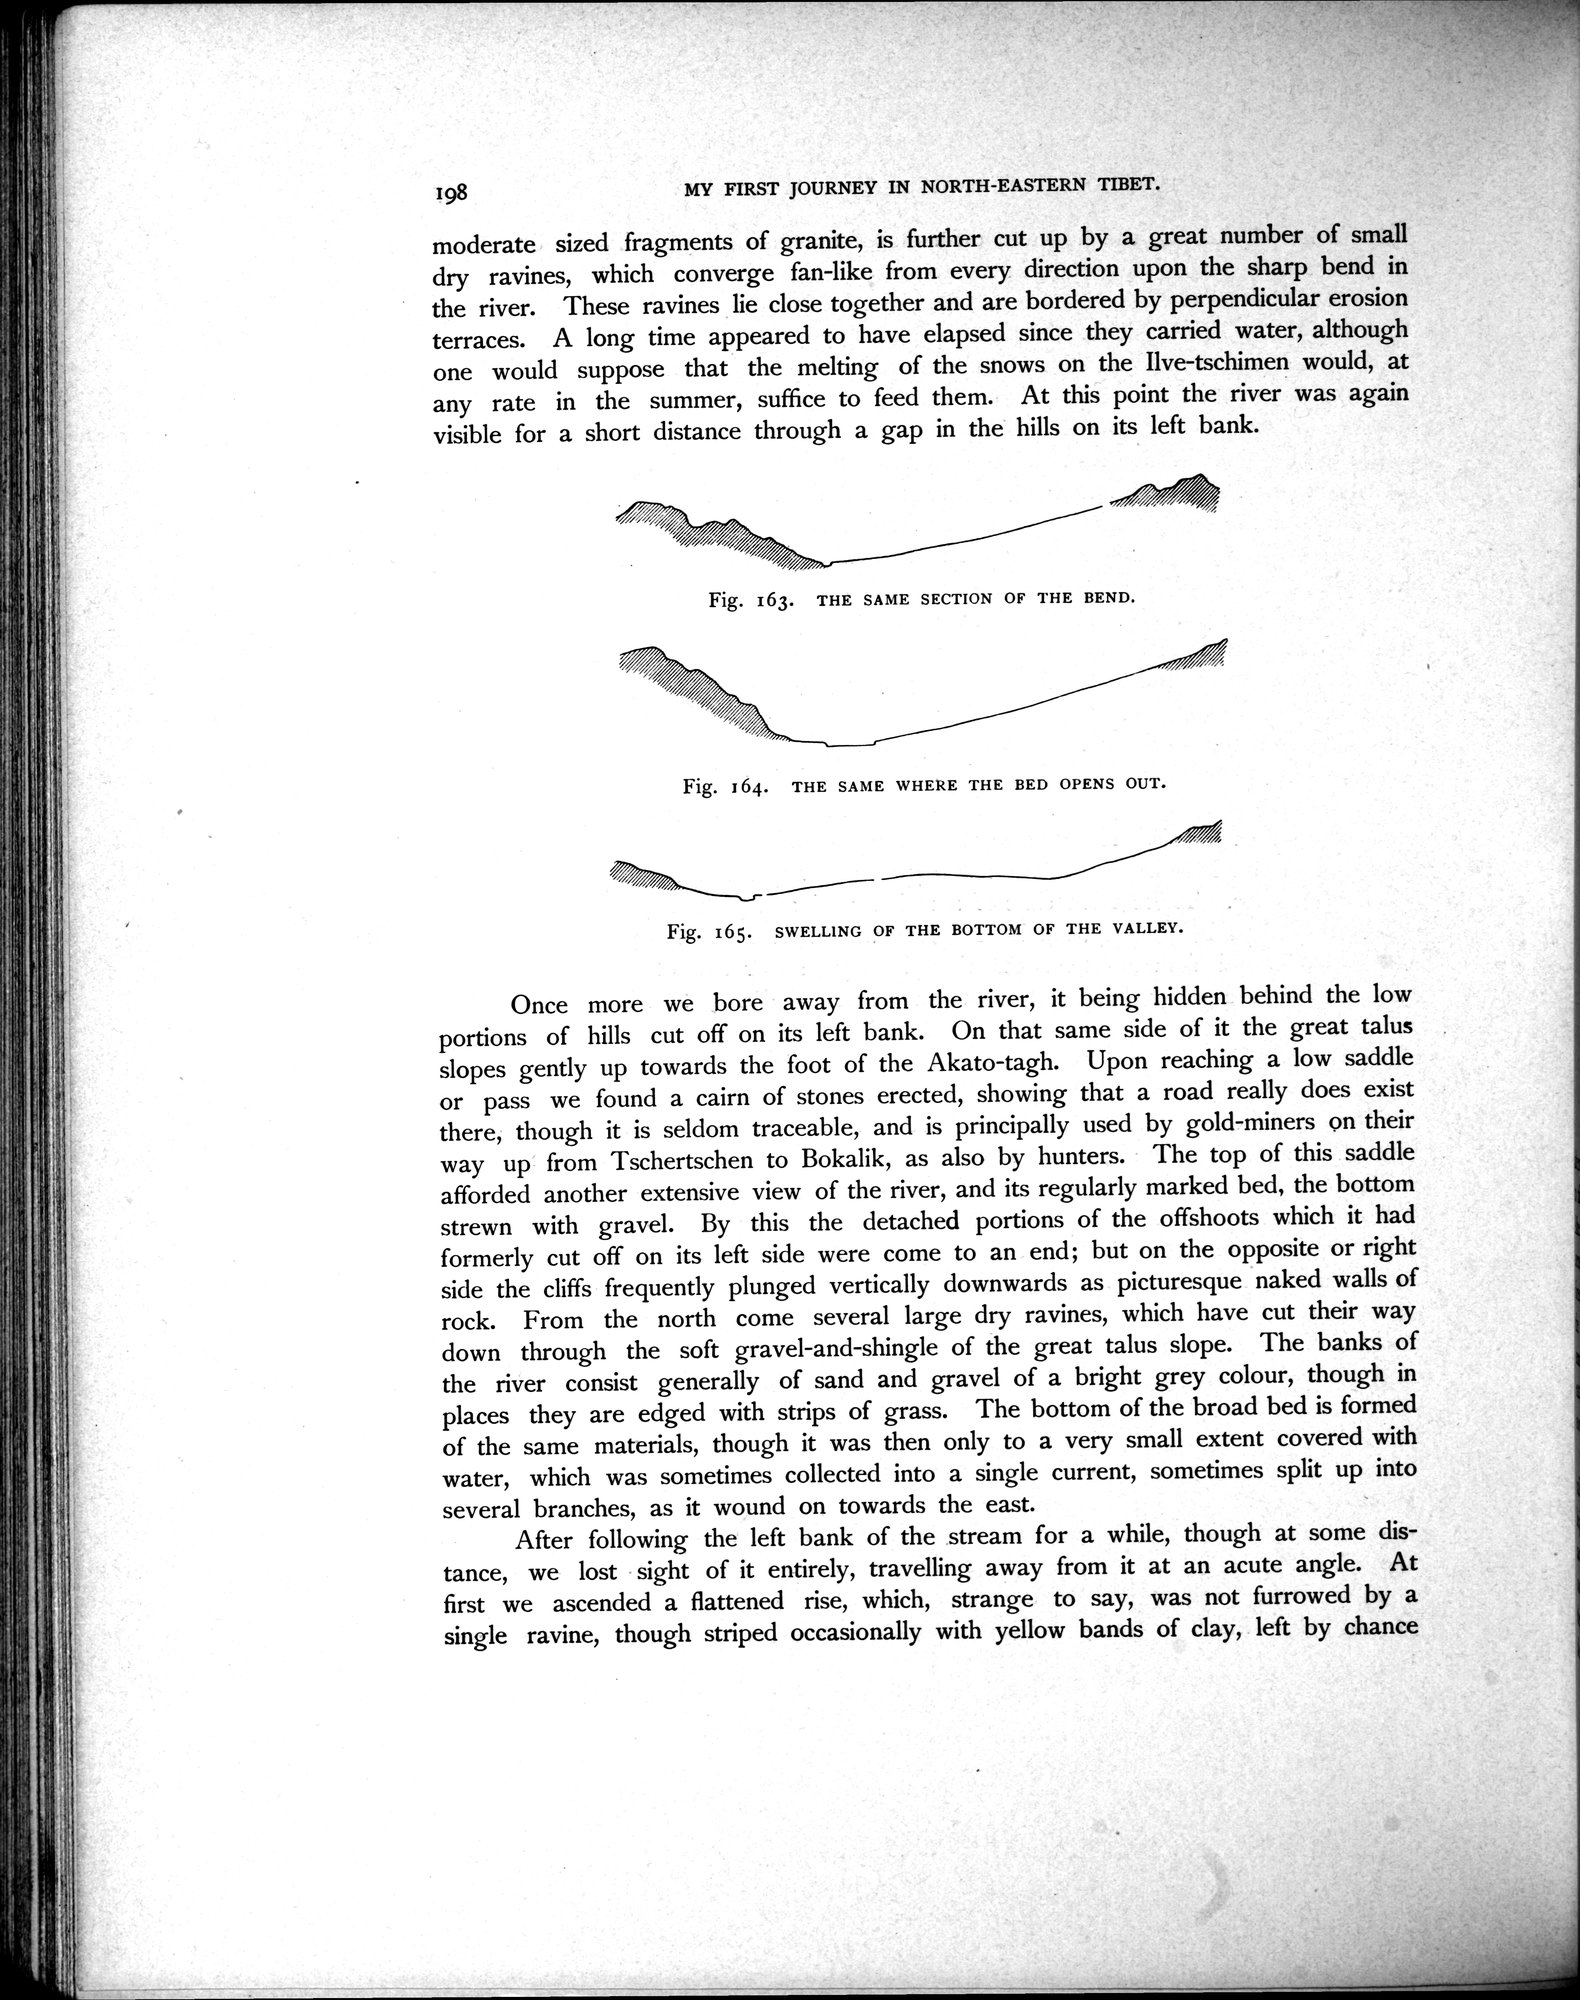 198 MY FIRST JOURNEY IN NORTH-EASTERN TIBET.
moderate sized fragments of granite, is further cut up by a great number of small
dry ravines, which converge fan-like from every direction upon the sharp bend in
the river. These ravines lie close together and are bordered by perpendicular erosion
terraces. A long time appeared to have elapsed since they carried water, although
one would suppose that the melting of the snows on the Ilve-tschimen would, at
any rate in the summer, suffice to feed them. At this point the river was again
visible for a short distance through a gap in the hills on its left bank.
Fig. 163. THE SAME SECTION OF THE BEND.
Fig. 164. THE SAME WHERE THE BED OPENS OUT.
Fig. 165. SWELLING OF THE BOTTOM OF THE VALLEY.
Once more we bore away from the river, it being hidden behind the low
portions of hills cut off on its left bank. On that same side of it the great talus
slopes gently up towards the foot of the Akato-tagh. Upon reaching a low saddle
or pass we found a cairn of stones erected, showing that a road really does exist
there, though it is seldom traceable, and is principally used by gold-miners on their
way up from Tschertschen to Bokalik, as also by hunters. The top of this saddle
afforded another extensive view of the river, and its regularly marked bed, the bottom
strewn with gravel. By this the detached portions of the offshoots which it had
formerly cut off on its left side were come to an end; but on the opposite or right
side the cliffs frequently plunged vertically downwards as picturesque naked walls of
rock. From the north come several large dry ravines, which have cut their way
down through the soft gravel-and-shingle of the great talus slope. The banks of
the river consist generally of sand and gravel of a bright grey colour, though in
places they are edged with strips of grass. The bottom of the broad bed is formed
of the same materials, though it was then only to a very small extent covered with
water, which was sometimes collected into a single current, sometimes split up into
several branches, as it wound on towards the east.
After following the left bank of the stream for a while, though at some dis-
tance, we lost sight of it entirely, travelling away from it at an acute angle. At
first we ascended a flattened rise, which, strange to say, was not furrowed by a
single ravine, though striped occasionally with yellow bands of clay, left by chance